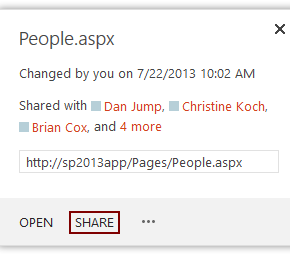 People.aspx
Changed by you on 7/22/2013 10:02 AM
Shared with Dan Jump, Christine Koch,
Brian Cox, and 4 more
http://sp2013app/Pages/People.aspx
OPEN SHARE ...